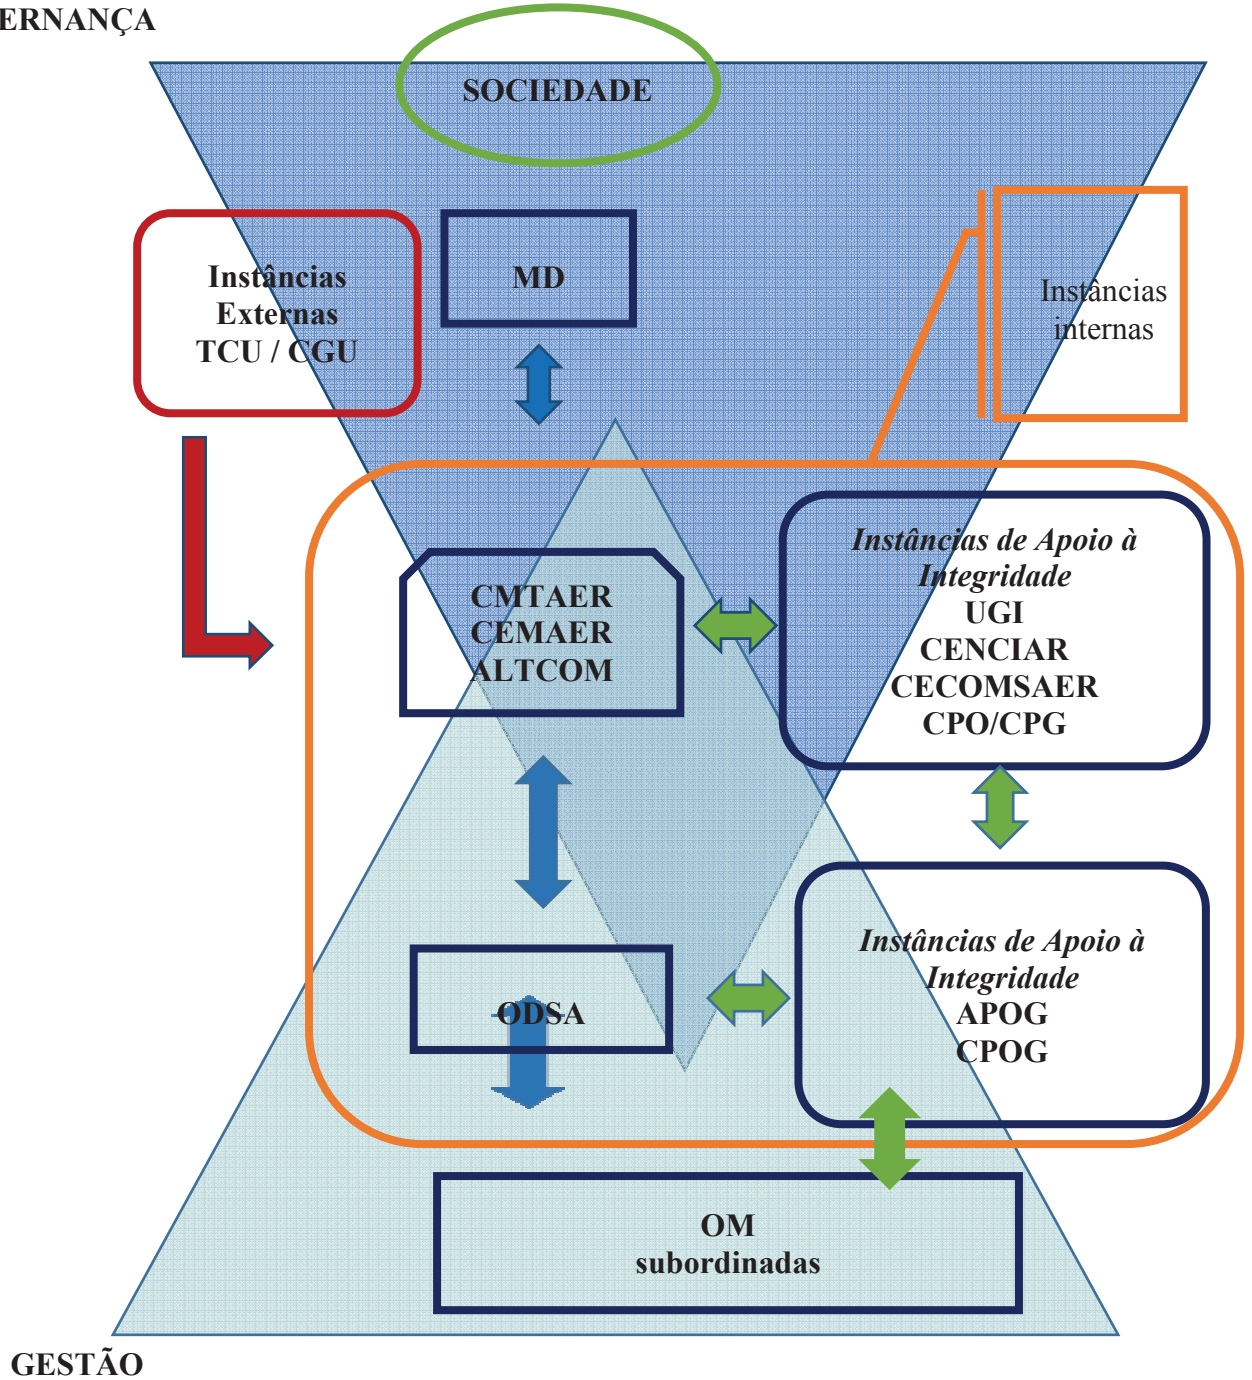 ERNANÇA
SOCIEDADE
Instâncias
Externas
TCU / CGU
MD
Instâncias
internas
CMTAER
CEMAER
ALTCOM
Instâncias de Apoio à
Integridade
UGI
CENCIAR
CECOMSAER
CPO/CPG
ODSA
Instâncias de Apoio à
Integridade
APOG
CPOG
OM
subordinadas
GESTÃO